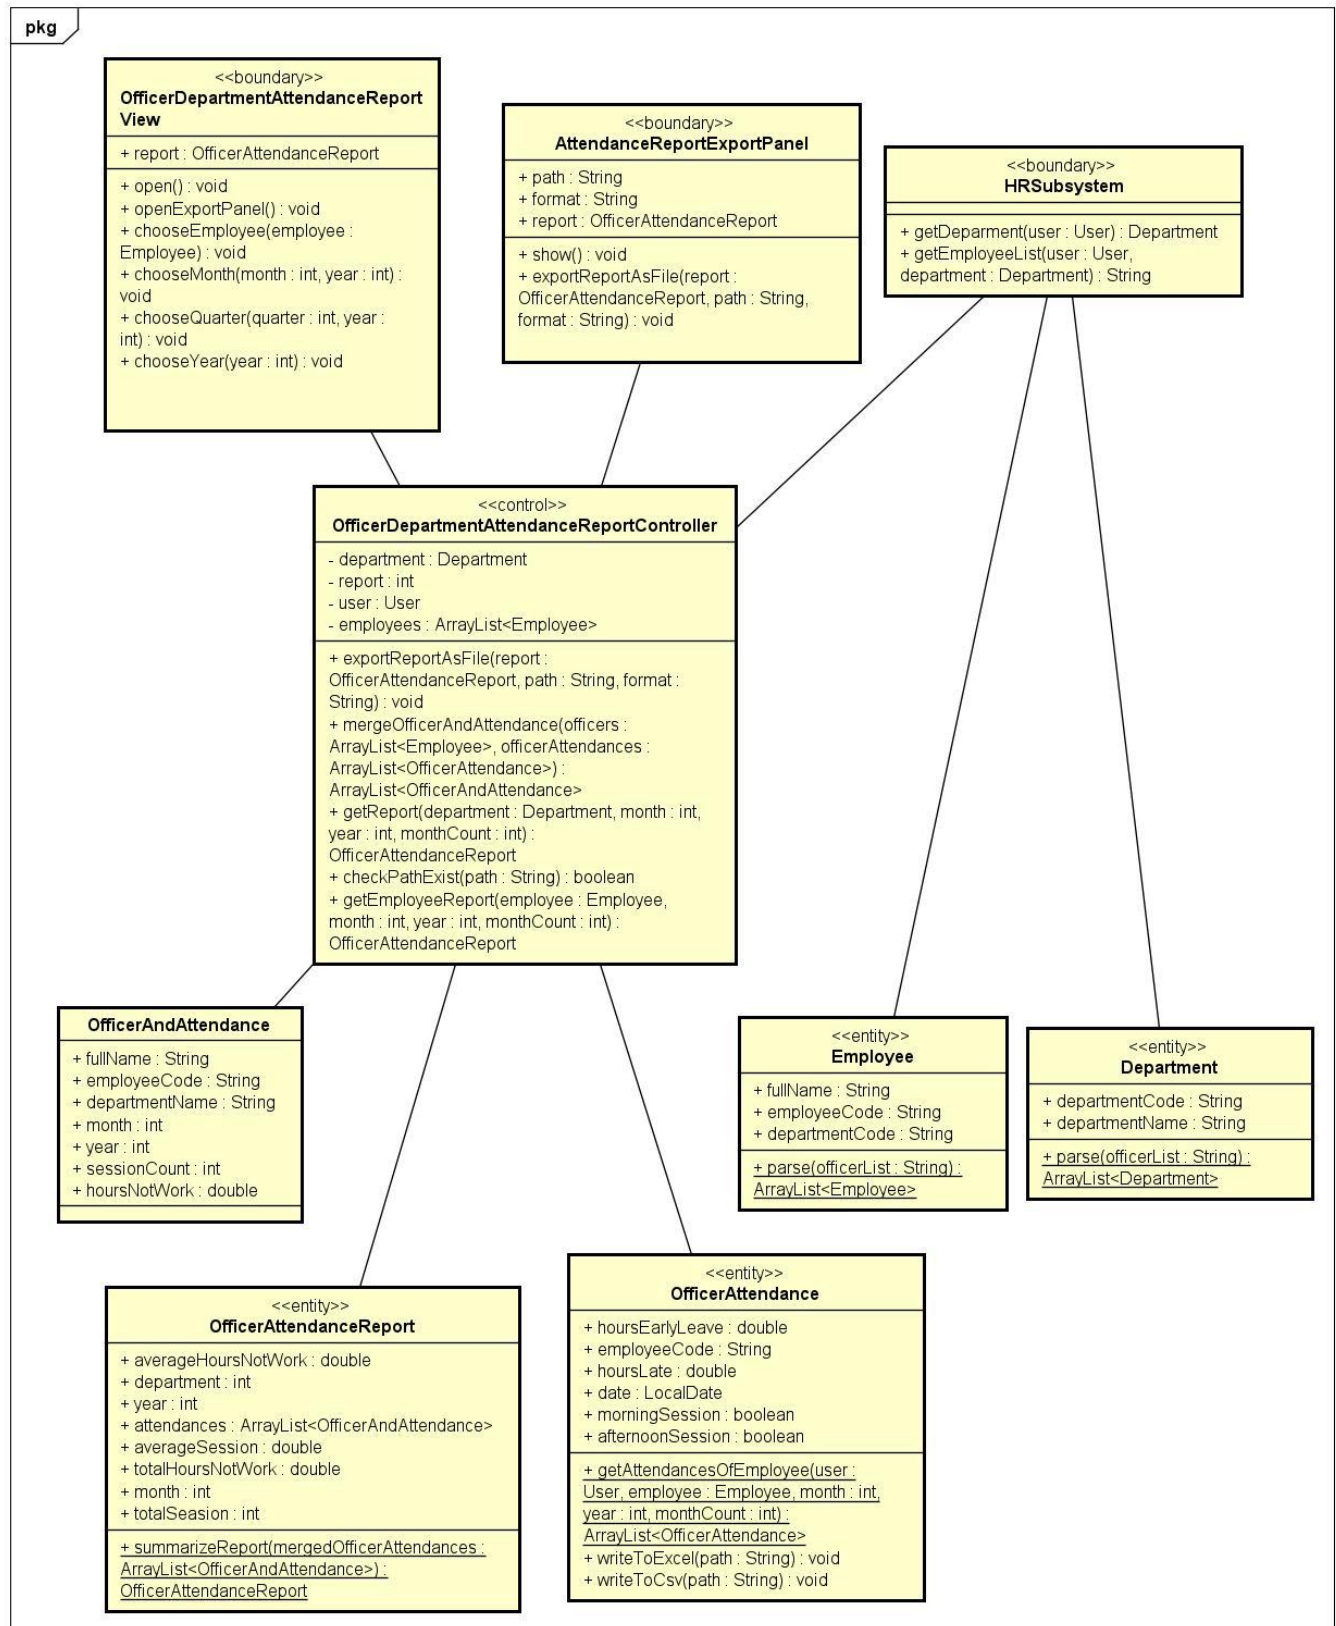 pkg
<<boundary>>
OfficerDepartmentAttendanceReport
View
+ report : OfficerAttendanceReport
+ open() : void
+ openExportPanel() : void
+ chooseEmployee(employee :
Employee) : void
+ chooseMonth(month : int, year : int) :
void
+ chooseQuarter(quarter : int, year :
int) : void
+ chooseYear(year : int) : void
<<boundary>>
AttendanceReportExportPanel
+ path : String
+ format : String
+ report : OfficerAttendanceReport
+ show() : void
+ exportReportAsFile(report :
OfficerAttendanceReport, path : String,
format : String) : void
<<boundary>>
HRSubsystem
+ getDeparment(user : User) : Department
+ getEmployeeList(user : User,
department : Department) : String
<<control>>
OfficerDepartmentAttendanceReportController
- department : Department
- report : int
- user : User
- employees : ArrayList<Employee>
+ exportReportAsFile(report :
OfficerAttendanceReport, path : String, format :
String) : void
+ mergeOfficerAndAttendance(officers :
ArrayList<Employee>, officerAttendances :
ArrayList<OfficerAttendance>) :
ArrayList<OfficerAndAttendance>
+ getReport(department : Department, month : int,
year : int, monthCount : int) :
OfficerAttendanceReport
+ checkPathExist(path : String) : boolean
+ getEmployeeReport(employee : Employee,
month : int, year : int, monthCount : int) :
OfficerAttendanceReport
OfficerAndAttendance
+ fullName : String
+ employeeCode : String
+ departmentName : String
+ month : int
+ year : int
+ sessionCount : int
+ hoursNotWork : double
<<entity>>
Employee
+ fullName : String
+ employeeCode : String
+ departmentCode : String
+ parse(officerList : String) :
ArrayList<Employee>
<<entity>>
Department
+ departmentCode : String
+ departmentName : String
+ parse(officerList : String) :
ArrayList<Department>
<<entity>>
OfficerAttendanceReport
+ averageHoursNotWork : double
+ department : int
+ year : int
+ attendances : ArrayList<OfficerAndAttendance>
+ averageSession : double
+ totalHoursNotWork : double
+ month : int
+ totalSeasion : int
+ summarizeReport(mergedOfficerAttendances :
ArrayList<OfficerAndAttendance>) :
OfficerAttendanceReport
<<entity>>
OfficerAttendance
+ hoursEarlyLeave : double
+ employeeCode : String
+ hoursLate : double
+ date : LocalDate
+ morningSession : boolean
+ afternoonSession : boolean
+ getAttendancesOfEmployee(user :
User, employee : Employee, month : int,
year : int, monthCount : int) :
ArrayList<OfficerAttendance>
+ writeToExcel(path : String) : void
+ writeToCsv(path : String) : void